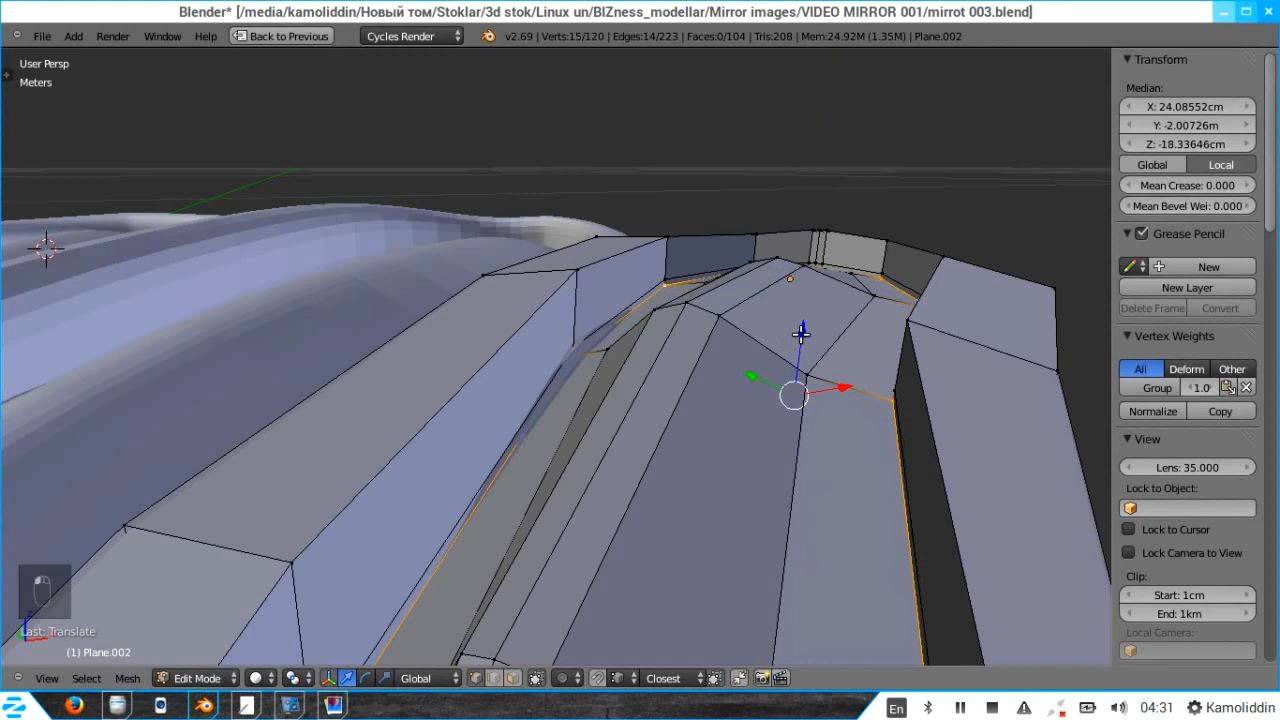 Blender* [/media/kamoliddin/Новый том/Stoklar/3d stok/Linux un/BIZness_modellar/Mirror images/VIDEO MIRROR 001/mirrot 003.blend]
File Add Render Window Help Back to Previous Cycles Render v2.69 | Verts:15/120 | Edges:14/223 | Faces:0/104 | Tris:208 | Mem:24.92M (1.35M) | Plane.002
User Persp
Meters
Transform
Median:
X: 24.08552cm
Y: -2.00726m
Z: -18.33646cm
Global Local
Mean Crease: 0.000
Mean Bevel Wei: 0.000
Grease Pencil
New
New Layer
Delete Frame Convert
Vertex Weights
All Deform Other
Group 1.0
Normalize Copy
View
Lens: 35.000
Lock to Object:
Lock to Cursor
Lock Camera to View
Clip:
Start: 1cm
End: 1km
Local Camera:
Last: Translate
(1) Plane.002
View Select Mesh Edit Mode Global Closest
En 04:31 Kamoliddin